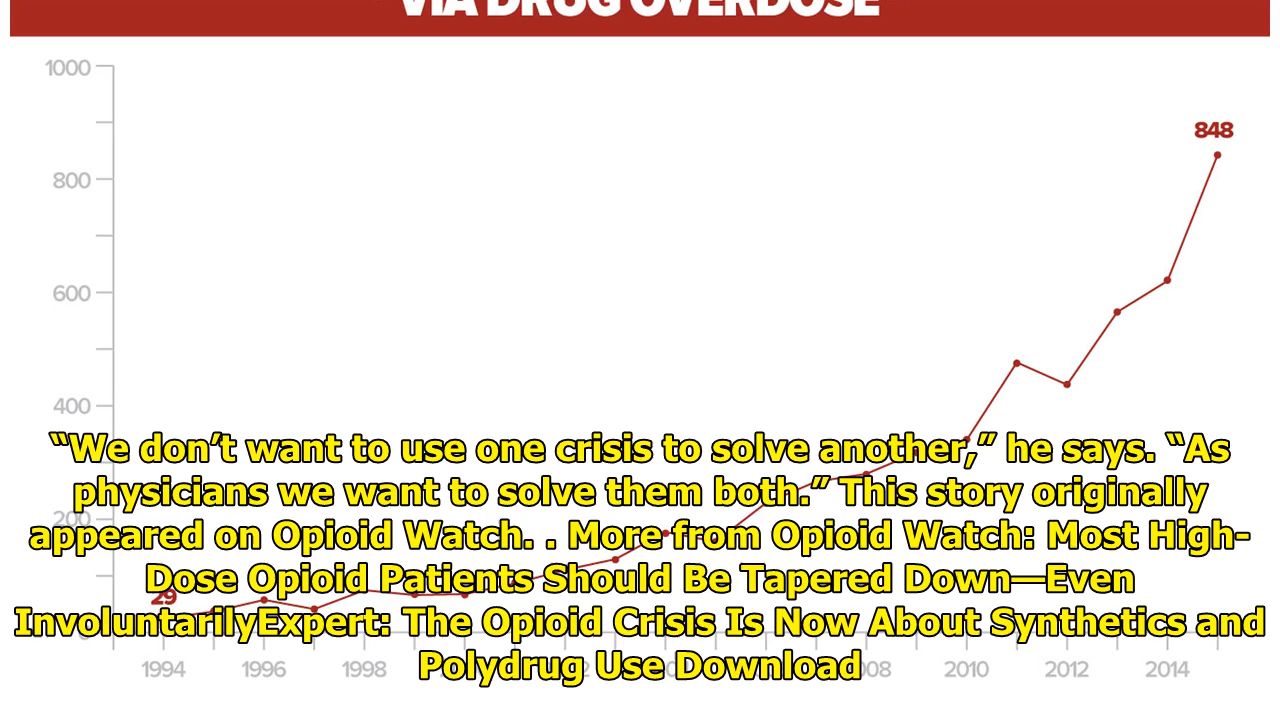 VIA DRUG OVERDOSE
1000
848
800
600
400
“We don’t want to use one crisis to solve another,” he says. “As
physicians we want to solve them both.” This story originally
200
appeared on Opioid Watch. . More from Opioid Watch: Most High-
Dose Opioid Patients Should Be Tapered Down—Even
29
InvoluntarilyExpert: The Opioid Crisis Is Now About Synthetics and
Polydrug Use Download
1994 1996 1998 2010 2012 2014